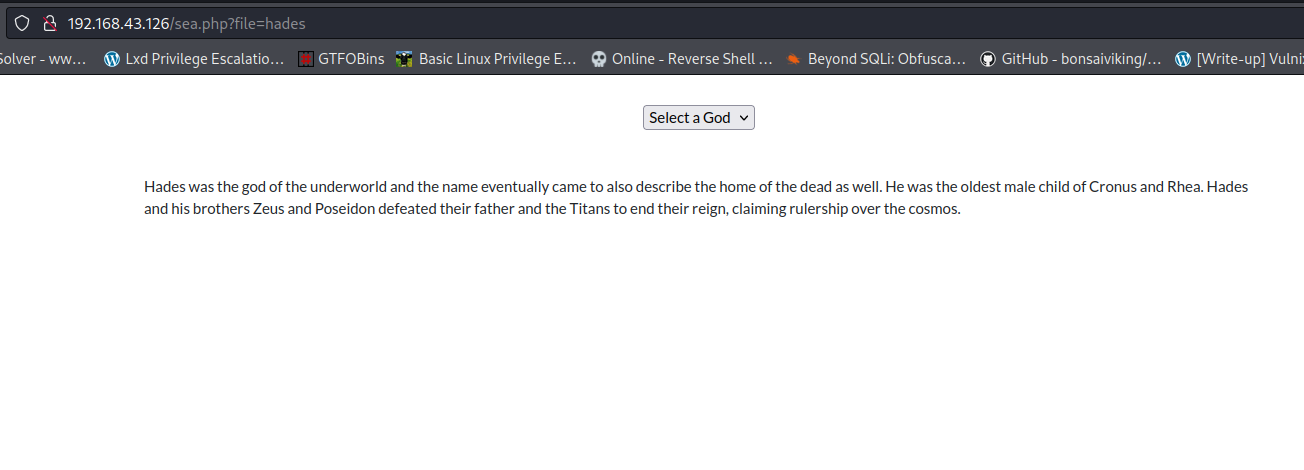 192.168.43.126/sea.php?file=hades
Solver - ww... Lxd Privilege Escalatio... GTFOBins Basic Linux Privilege E... Online - Reverse Shell ... Beyond SQLi: Obfusca... GitHub - bonsaiviking/... [Write-up] Vulnix
Select a God
Hades was the god of the underworld and the name eventually came to also describe the home of the dead as well. He was the oldest male child of Cronus and Rhea. Hades
and his brothers Zeus and Poseidon defeated their father and the Titans to end their reign, claiming rulership over the cosmos.